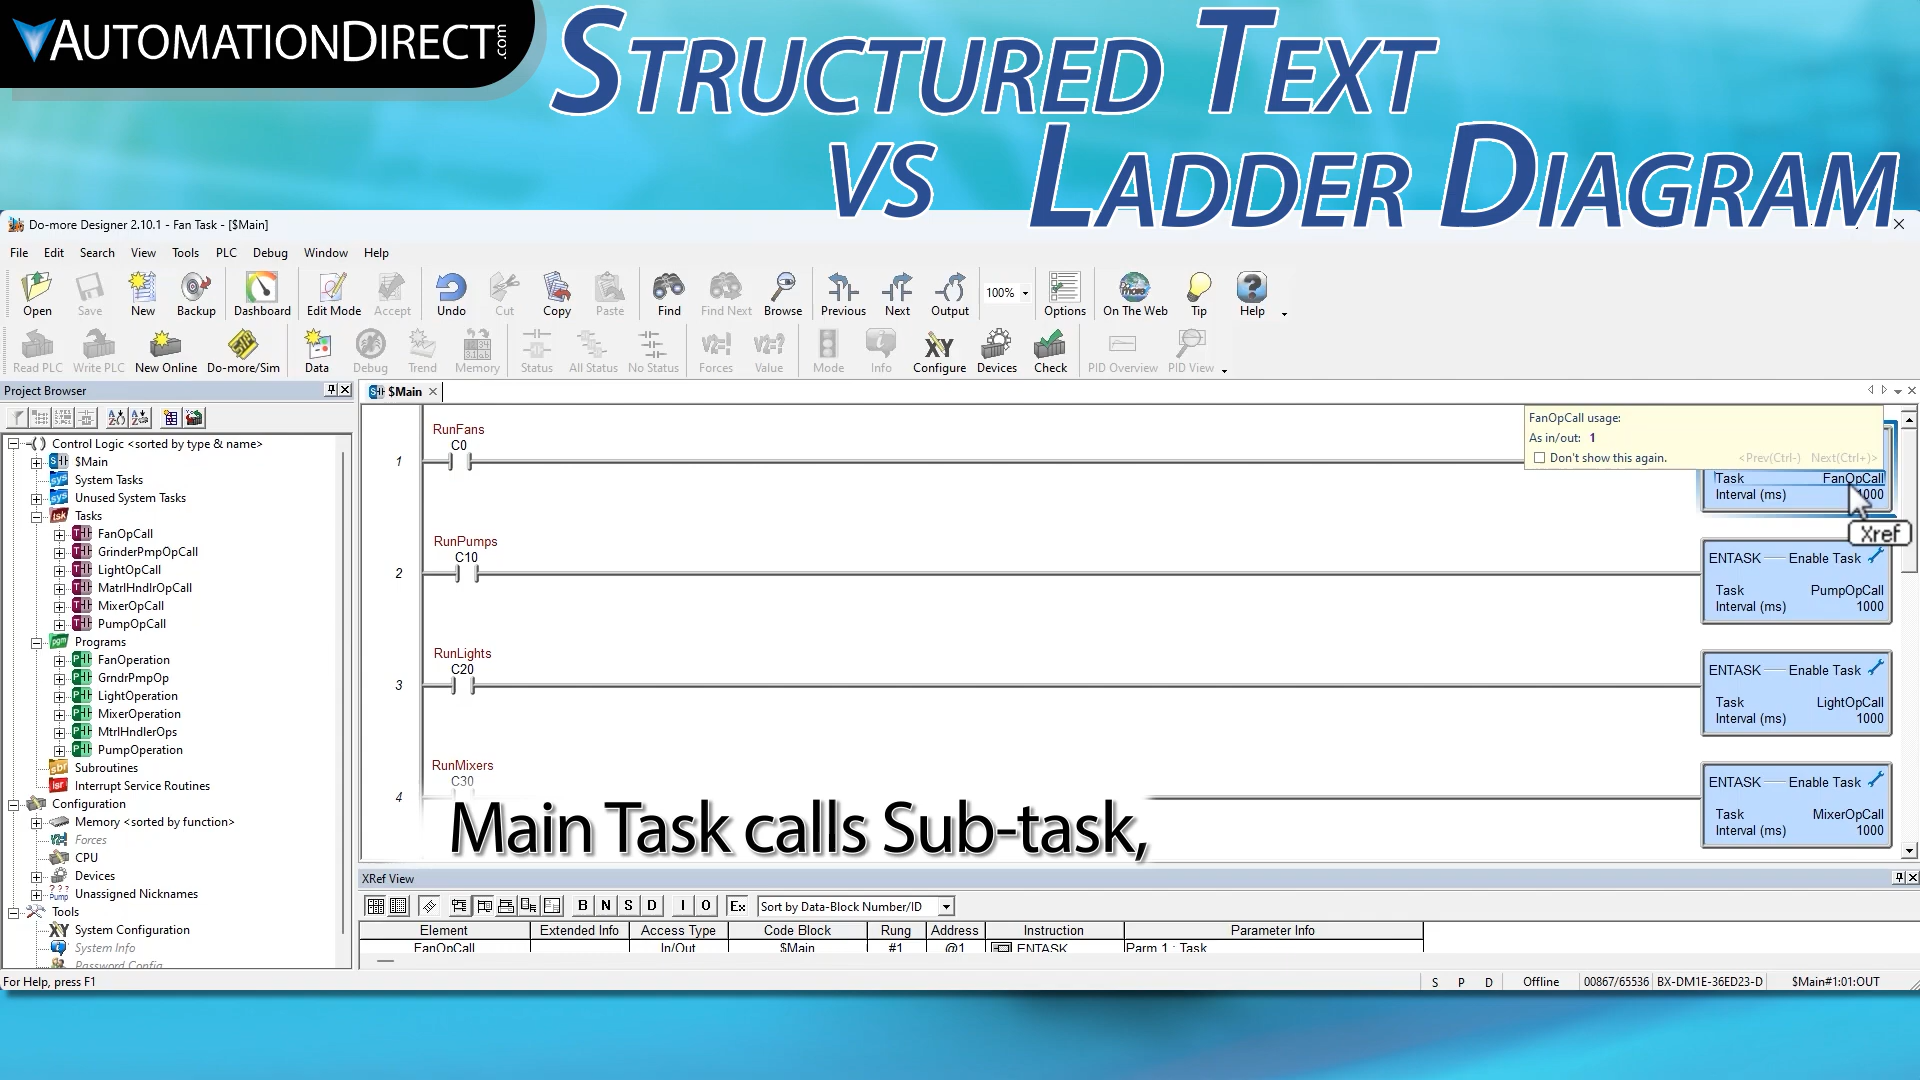 AUTOMATIONDIRECT.com
STRUCTURED TEXT
VS LADDER DIAGRAM
Do-more Designer 2.10.1 - Fan Task - [$Main]
File Edit Search View Tools PLC Debug Window Help
Open Save New Backup Dashboard Edit Mode Accept Undo Cut Copy Paste Find Find Next Browse Previous Next Output 100% Options On The Web Tip Help
Read PLC Write PLC New Online Do-more/Sim Data Debug Trend Memory Status All Status No Status Forces Value Mode Info Configure Devices Check PID Overview PID View
Project Browser
$Main
Control Logic <sorted by type & name>
$Main
System Tasks
Unused System Tasks
Tasks
FanOpCall
GrinderPmpOpCall
LightOpCall
MatrlHndlrOpCall
MixerOpCall
PumpOpCall
Programs
FanOperation
GrndrPmpOp
LightOperation
MixerOperation
MtrlHndlerOps
PumpOperation
Subroutines
Interrupt Service Routines
Configuration
Memory <sorted by function>
Forces
CPU
Devices
Unassigned Nicknames
Tools
System Configuration
System Info
Password Config
RunFans
C0
1
FanOpCall usage:
As in/out: 1
Don't show this again. <Prev(Ctrl-) Next(Ctrl+)>
Task FanOpCall
Interval (ms) 1000
Xref
RunPumps
C10
2
ENTASK Enable Task
Task PumpOpCall
Interval (ms) 1000
RunLights
C20
3
ENTASK Enable Task
Task LightOpCall
Interval (ms) 1000
RunMixers
C30
4
ENTASK Enable Task
Task MixerOpCall
Interval (ms) 1000
Main Task calls Sub-task,
XRef View
B N S D I O Ex Sort by Data-Block Number/ID
Element Extended Info Access Type Code Block Rung Address Instruction Parameter Info
FanOpCall In/Out $Main #1 @1 ENTASK Parm 1 : Task
For Help, press F1 S P D Offline 00867/65536 BX-DM1E-36ED23-D $Main#1:01:OUT